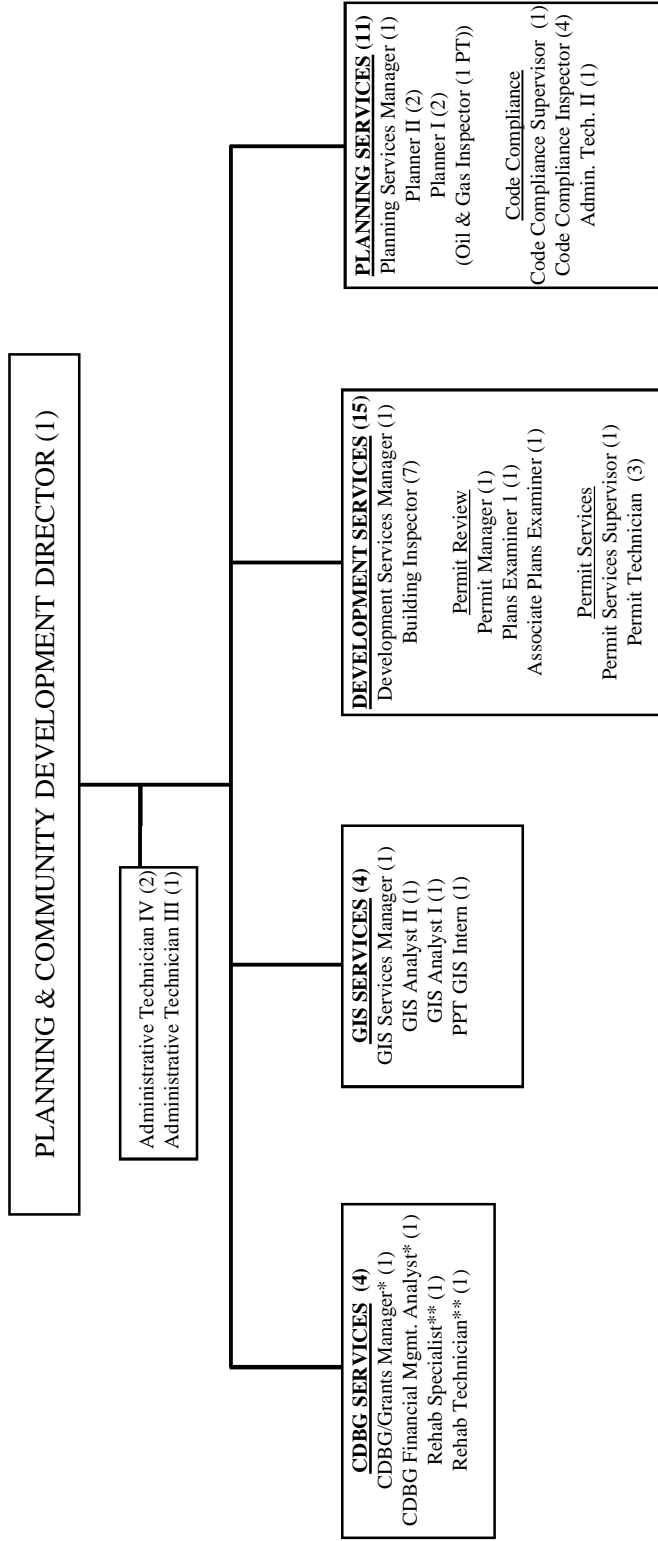 PLANNING & COMMUNITY DEVELOPMENT DIRECTOR (1)
Administrative Technician IV (2)
Administrative Technician III (1)
CDBG SERVICES (4)
CDBG/Grants Manager* (1)
CDBG Financial Mgmt. Analyst* (1)
Rehab Specialist** (1)
Rehab Technician** (1)
GIS SERVICES (4)
GIS Services Manager (1)
GIS Analyst II (1)
GIS Analyst I (1)
PPT GIS Intern (1)
DEVELOPMENT SERVICES (15)
Development Services Manager (1)
Building Inspector (7)
Permit Review
Permit Manager (1)
Plans Examiner 1 (1)
Associate Plans Examiner (1)
Permit Services
Permit Services Supervisor (1)
Permit Technician (3)
PLANNING SERVICES (11)
Planning Services Manager (1)
Planner II (2)
Planner I (2)
(Oil & Gas Inspector (1 PT))
Code Compliance
Code Compliance Supervisor (1)
Code Compliance Inspector (4)
Admin. Tech. II (1)